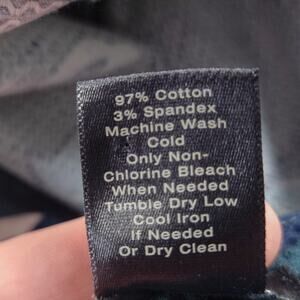 97% Cotton
3% Spandex
Machine Wash
Cold
Only Non-
Chlorine Bleach
When Needed
Tumble Dry Low
Cool Iron
If Needed
Or Dry Clean